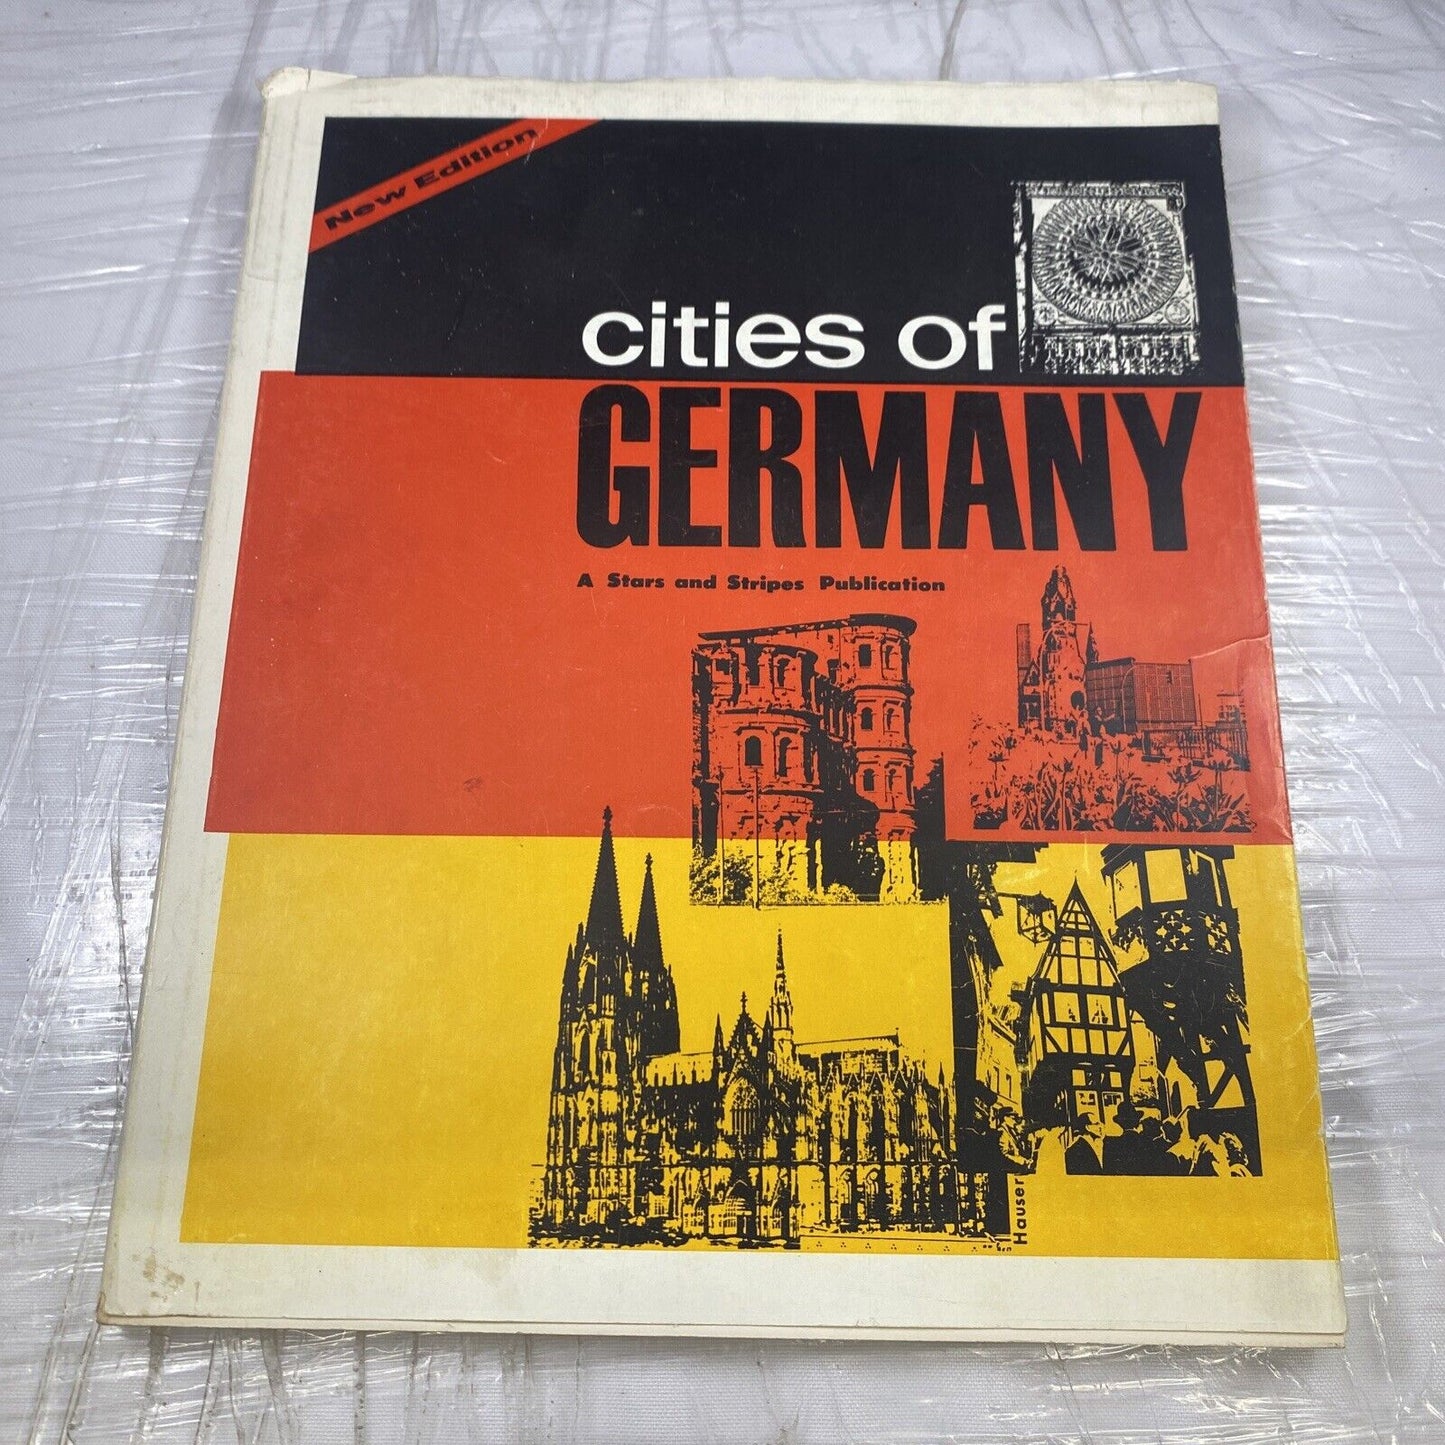 New Edition
cities of
GERMANY
A Stars and Stripes Publication
Hauser